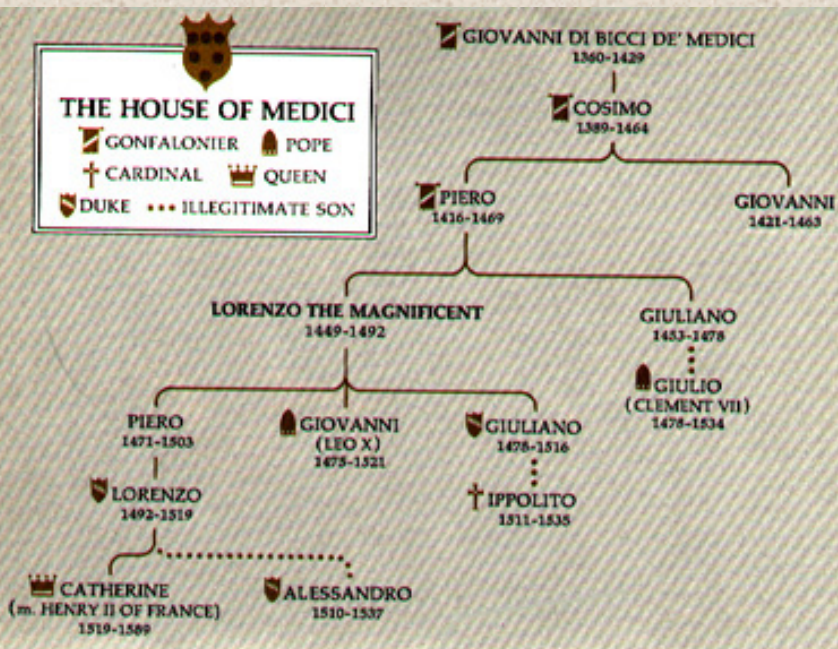 THE HOUSE OF MEDICI
GONFALONIER POPE
CARDINAL QUEEN
DUKE ILLEGITIMATE SON
GIOVANNI DI BICCI DE' MEDICI
1360-1429
COSIMO
1389-1464
PIERO
1416-1469
GIOVANNI
1421-1463
LORENZO THE MAGNIFICENT
1449-1492
GIULIANO
1453-1478
GIULIO
(CLEMENT VII)
1478-1534
PIERO
1471-1503
GIOVANNI
(LEO X)
1475-1521
GIULIANO
1478-1516
LORENZO
1492-1519
IPPOLITO
1511-1535
CATHERINE
(m. HENRY II OF FRANCE)
1519-1589
ALESSANDRO
1510-1537